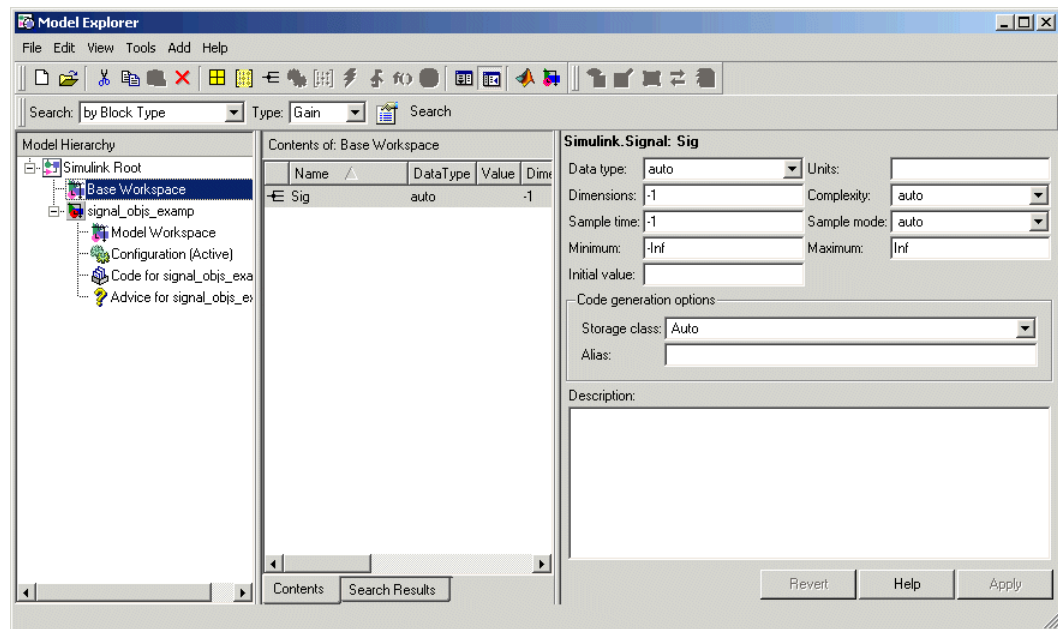 Model Explorer
File Edit View Tools Add Help
f()
Search: by Block Type Type: Gain Search
Model Hierarchy
Simulink Root
Base Workspace
signal_objs_examp
Model Workspace
Configuration (Active)
Code for signal_objs_exa
Advice for signal_objs_ex
Contents of: Base Workspace
Name DataType Value Dime
Sig auto -1
Contents Search Results
Simulink.Signal: Sig
Data type: auto Units:
Dimensions: -1 Complexity: auto
Sample time: -1 Sample mode: auto
Minimum: -Inf Maximum: Inf
Initial value:
Code generation options
Storage class: Auto
Alias:
Description:
Revert Help Apply